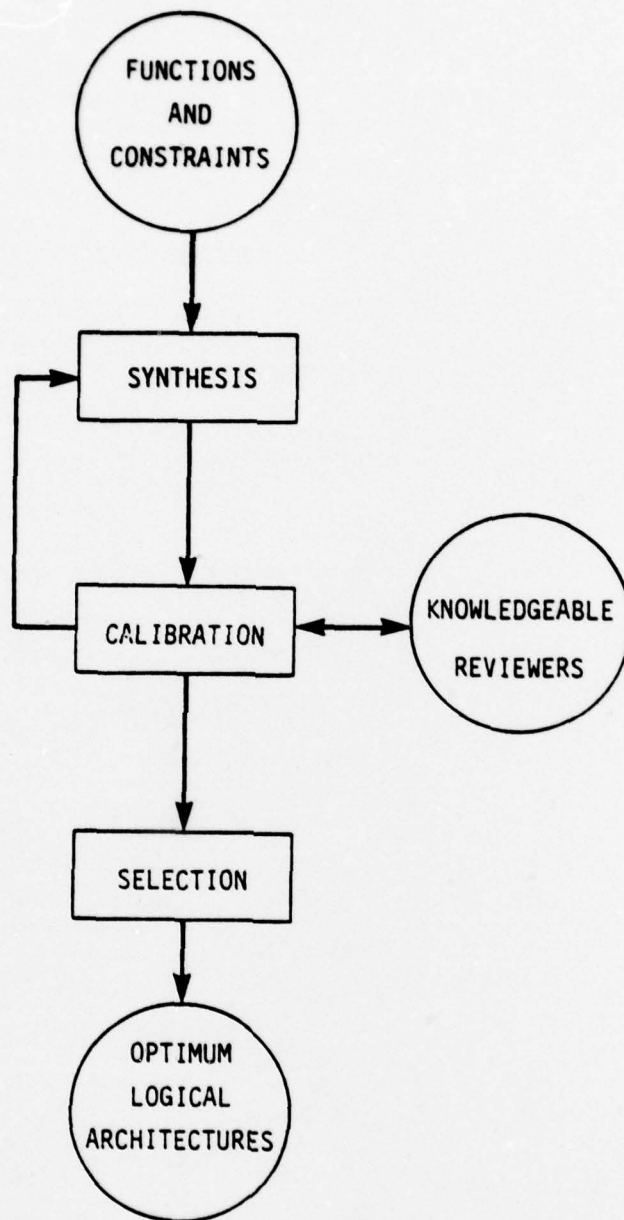 FUNCTIONS
AND
CONSTRAINTS
SYNTHESIS
CALIBRATION
KNOWLEDGEABLE
REVIEWERS
SELECTION
OPTIMUM
LOGICAL
ARCHITECTURES